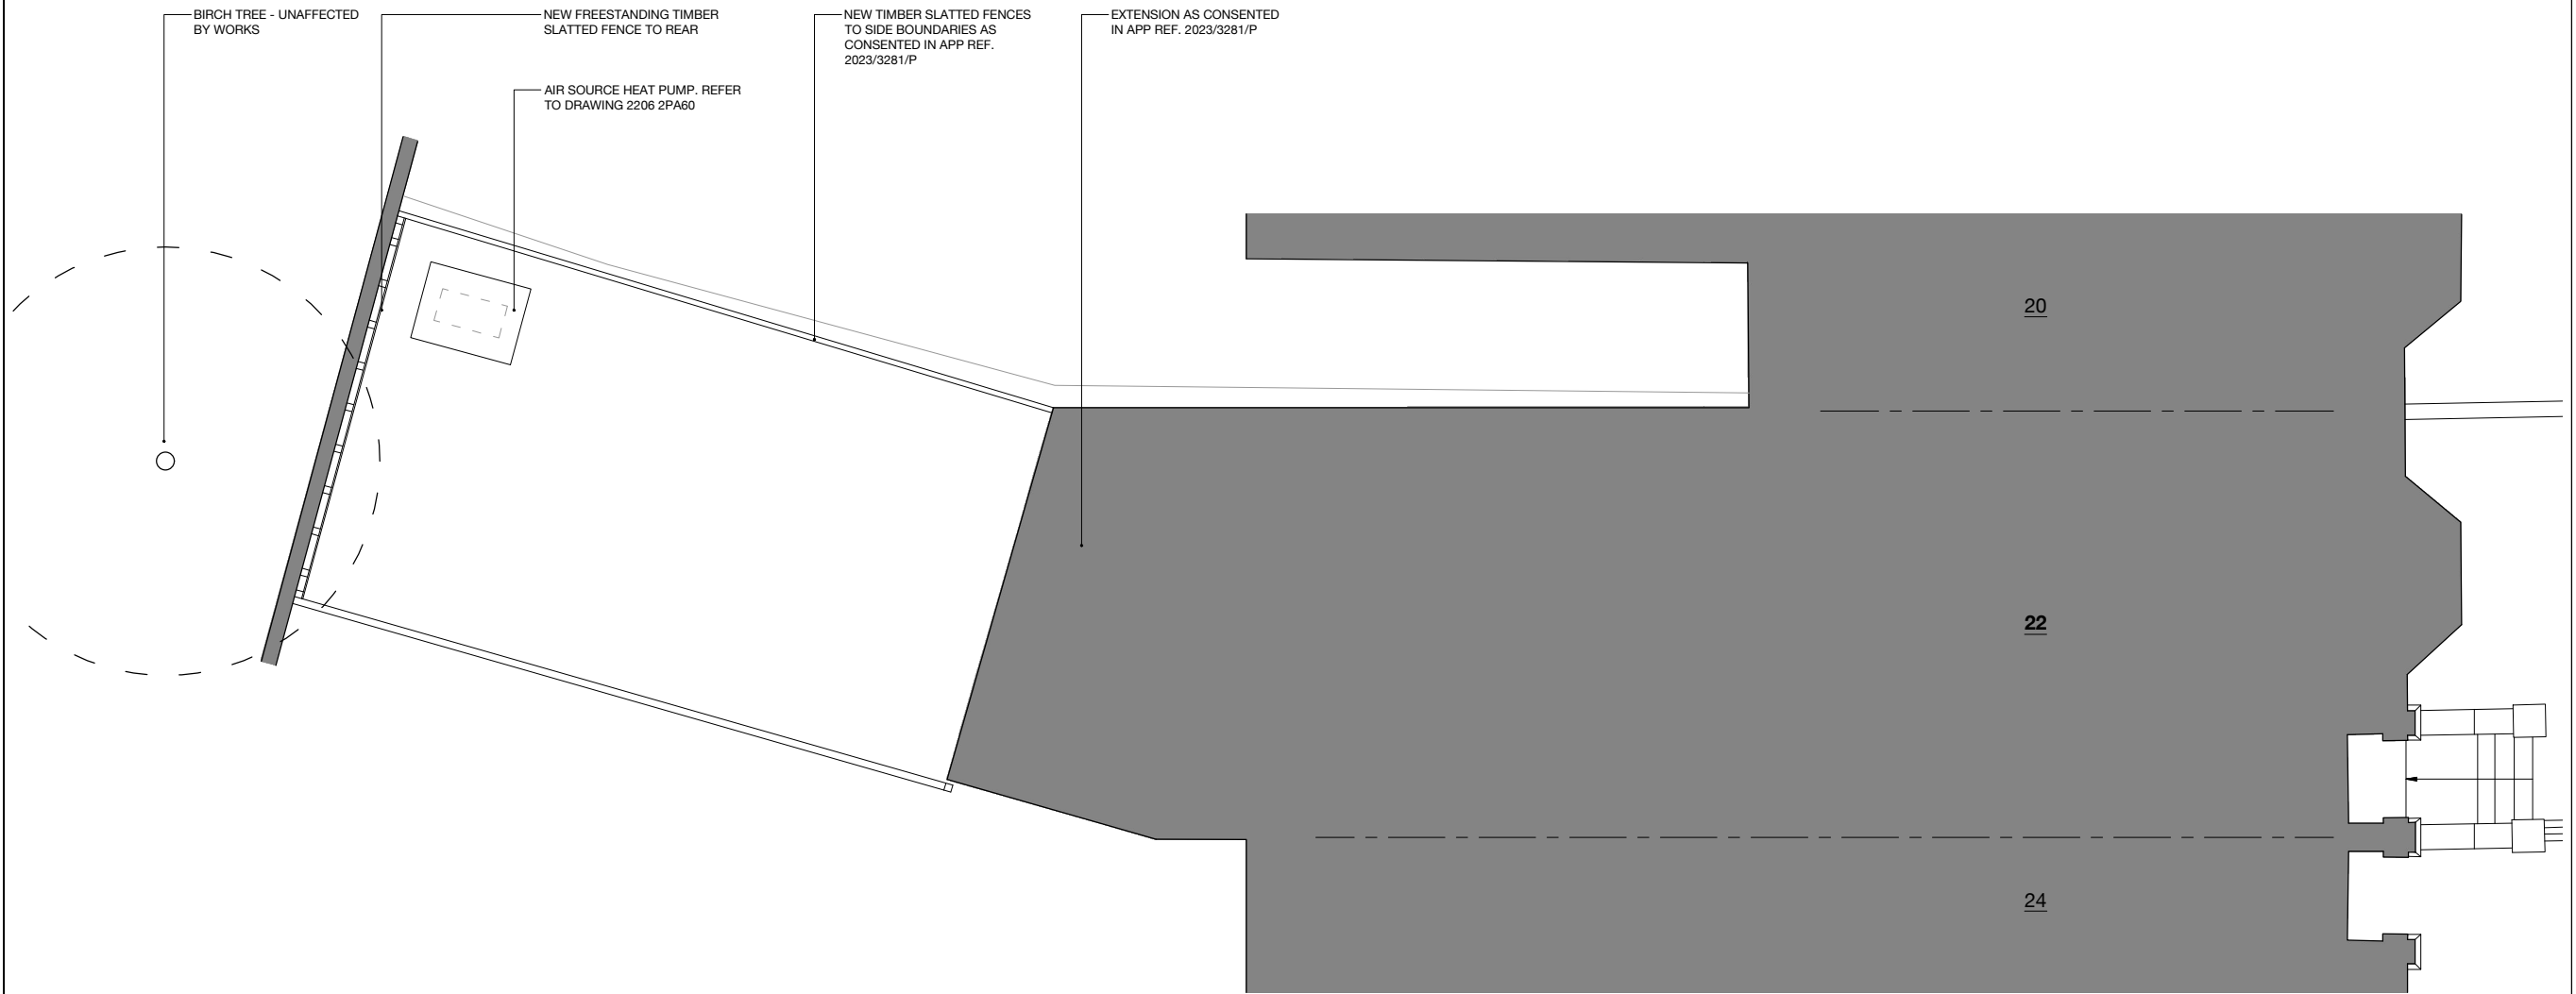 BIRCH TREE - UNAFFECTED
BY WORKS
NEW FREESTANDING TIMBER
SLATTED FENCE TO REAR
AIR SOURCE HEAT PUMP. REFER
TO DRAWING 2206 2PA60
NEW TIMBER SLATTED FENCES
TO SIDE BOUNDARIES AS
CONSENTED IN APP REF.
2023/3281/P
EXTENSION AS CONSENTED
IN APP REF. 2023/3281/P
20
22
24